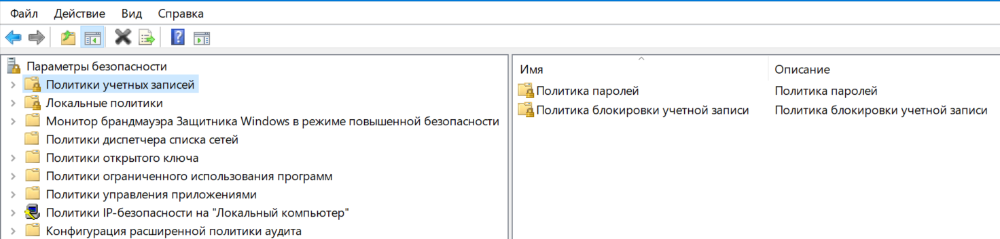 Файл Действие Вид Справка
Параметры безопасности
Политики учетных записей
Локальные политики
Монитор брандмауэра Защитника Windows в режиме повышенной безопасности
Политики диспетчера списка сетей
Политики открытого ключа
Политики ограниченного использования программ
Политики управления приложениями
Политики IP-безопасности на "Локальный компьютер"
Конфигурация расширенной политики аудита
Имя Описание
Политика паролей Политика паролей
Политика блокировки учетной записи Политика блокировки учетной записи